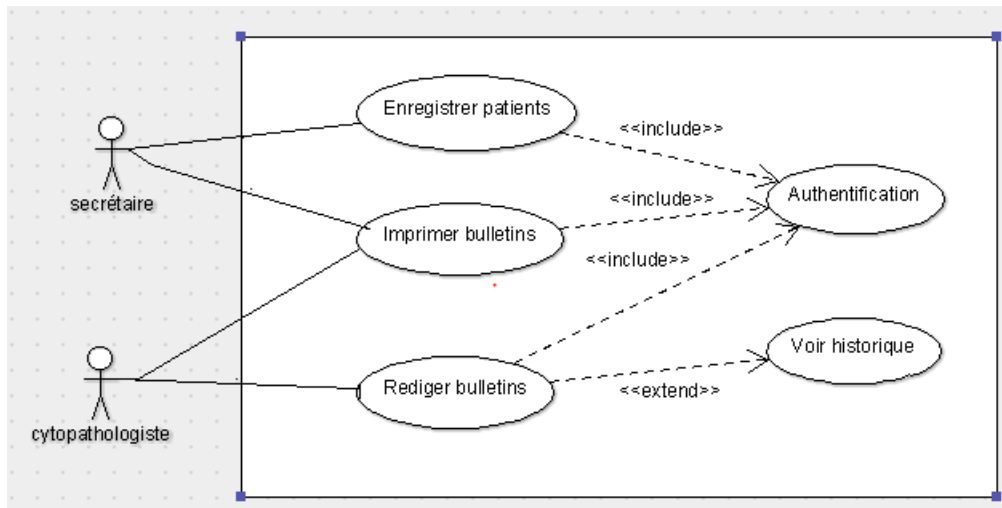 Enregistrer patients
<<include>>
secrétaire
Authentification
<<include>>
Imprimer bulletins
<<include>>
Voir historique
Rediger bulletins
<<extend>>
cytopathologiste